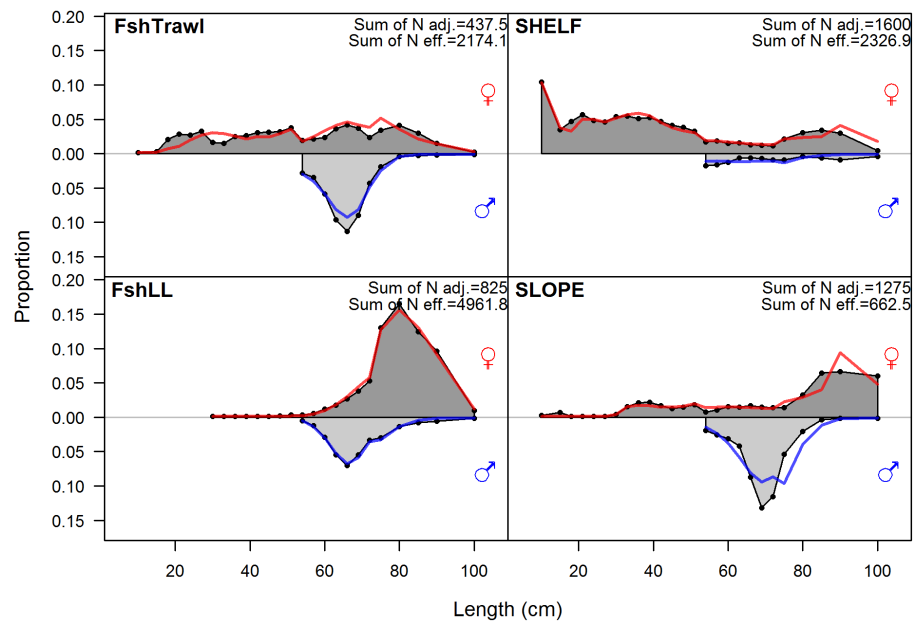 FshTrawl
Sum of N adj.=437.5
Sum of N eff.=2174.1
♀
♂
SHELF
Sum of N adj.=1600
Sum of N eff.=2326.9
♀
♂
0.20
0.15
0.10
0.05
0.00
0.05
0.10
0.15
FshLL
Sum of N adj.=825
Sum of N eff.=4961.8
♀
♂
SLOPE
Sum of N adj.=1275
Sum of N eff.=662.5
♀
♂
0.20
0.15
0.10
0.05
0.00
0.05
0.10
0.15
20 40 60 80 100
20 40 60 80 100
Proportion
Length (cm)